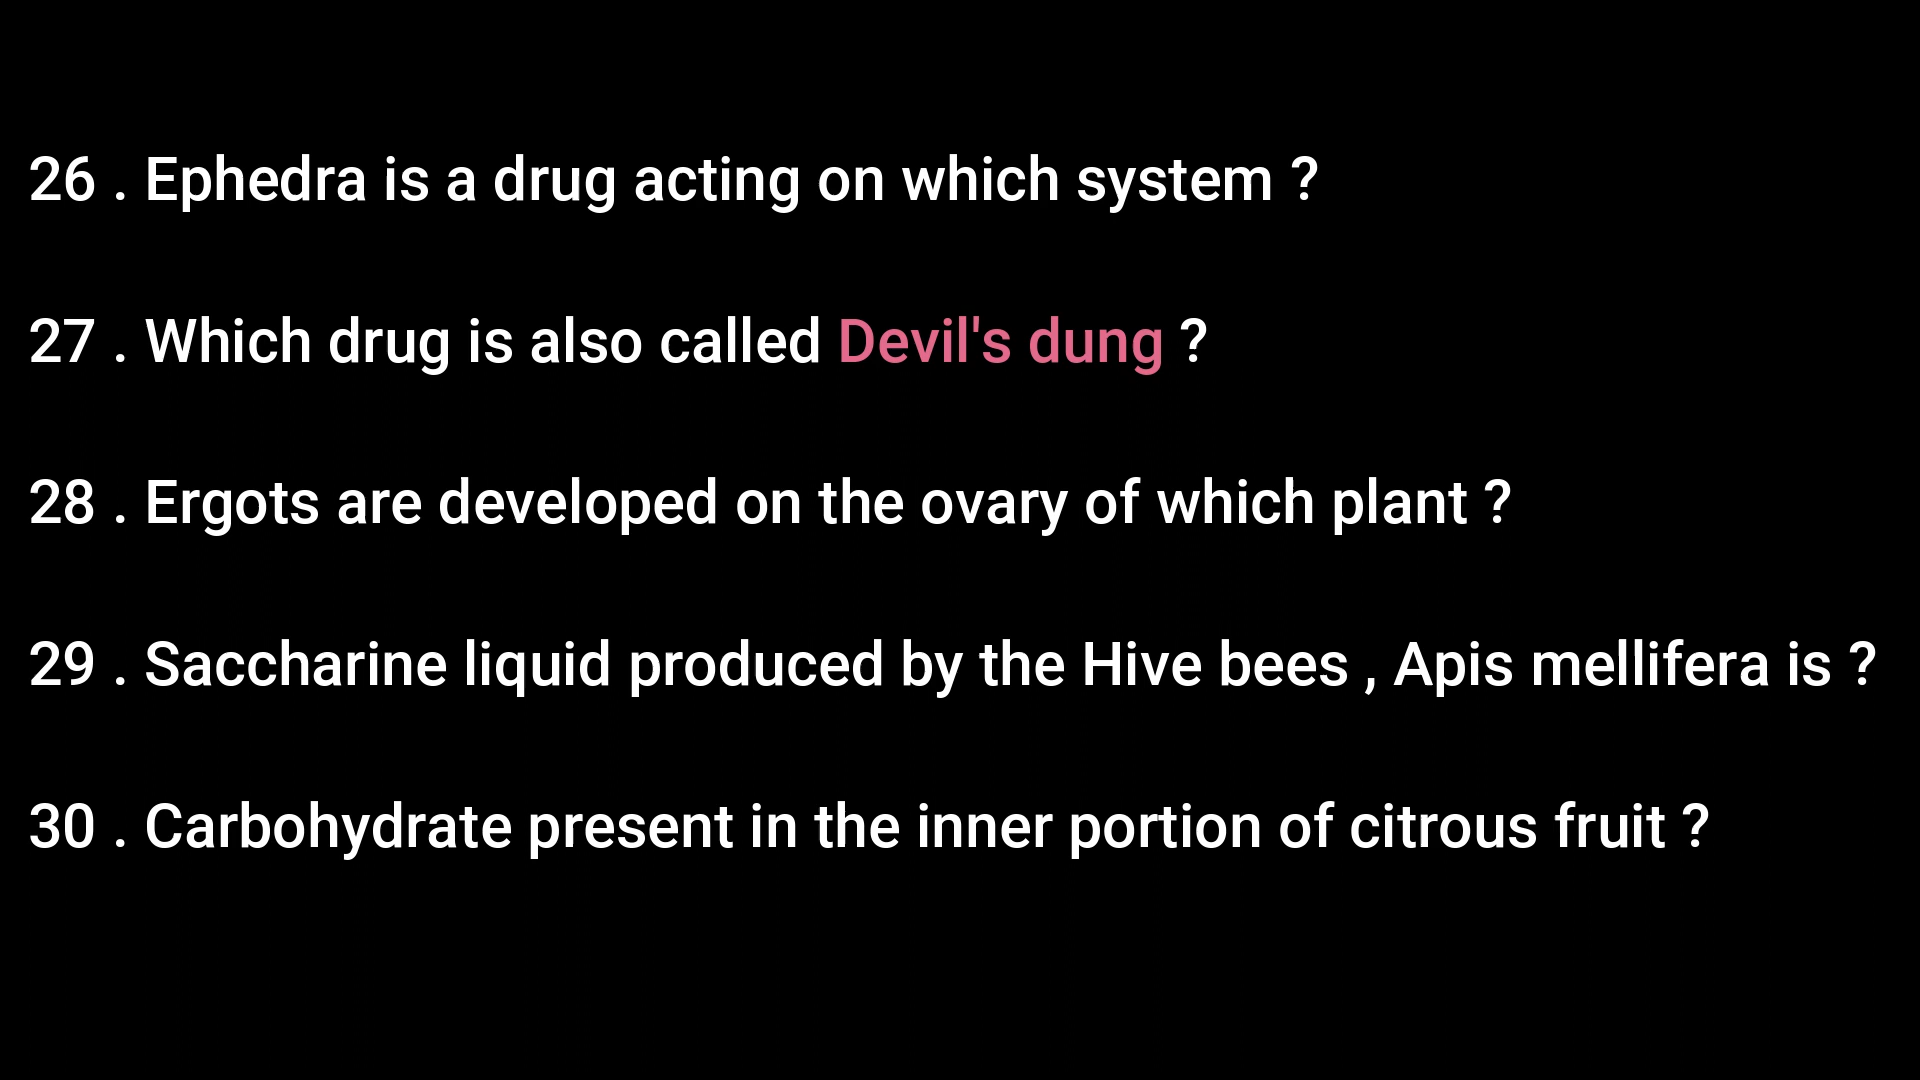 26 . Ephedra is a drug acting on which system ?
27 . Which drug is also called Devil's dung ?
28 . Ergots are developed on the ovary of which plant ?
29 . Saccharine liquid produced by the Hive bees , Apis mellifera is ?
30 . Carbohydrate present in the inner portion of citrous fruit ?